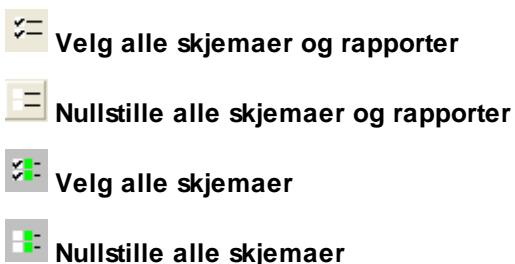 Velg alle skjemaer og rapporter
Nullstille alle skjemaer og rapporter
Velg alle skjemaer
Nullstille alle skjemaer